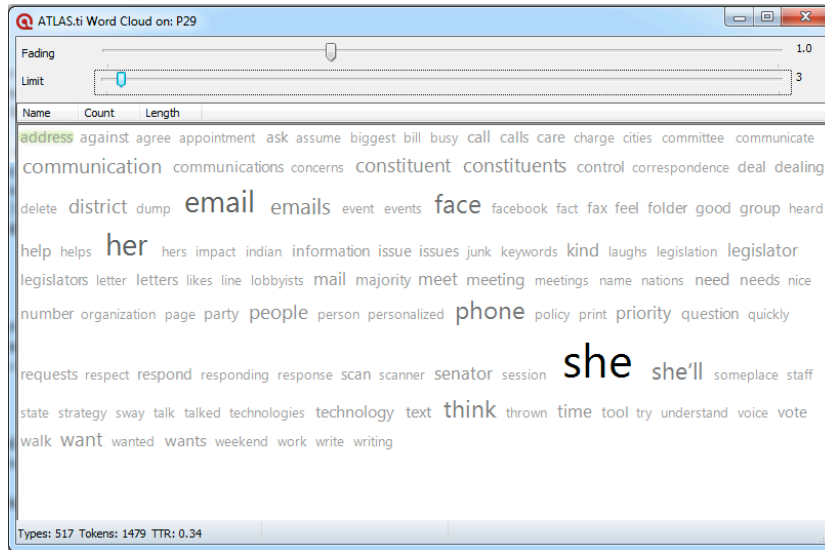 ATLAS.ti Word Cloud on: P29
Fading 1.0
Limit 3
Name Count Length
address against agree appointment ask assume biggest bill busy call calls care charge cities committee communicate
communication communications concerns constituent constituents control correspondence deal dealing
delete district dump email emails event events face facebook fact fax feel folder good group heard
help helps her hers impact indian information issue issues junk keywords kind laughs legislation legislator
legislators letter letters likes line lobbyists mail majority meet meeting meetings name nations need needs nice
number organization page party people person personalized phone policy print priority question quickly
requests respect respond responding response scan scanner senator session she she'll someplace staff
state strategy sway talk talked technologies technology text think thrown time tool try understand voice vote
walk want wanted wants weekend work write writing
Types: 517 Tokens: 1479 TTR: 0.34